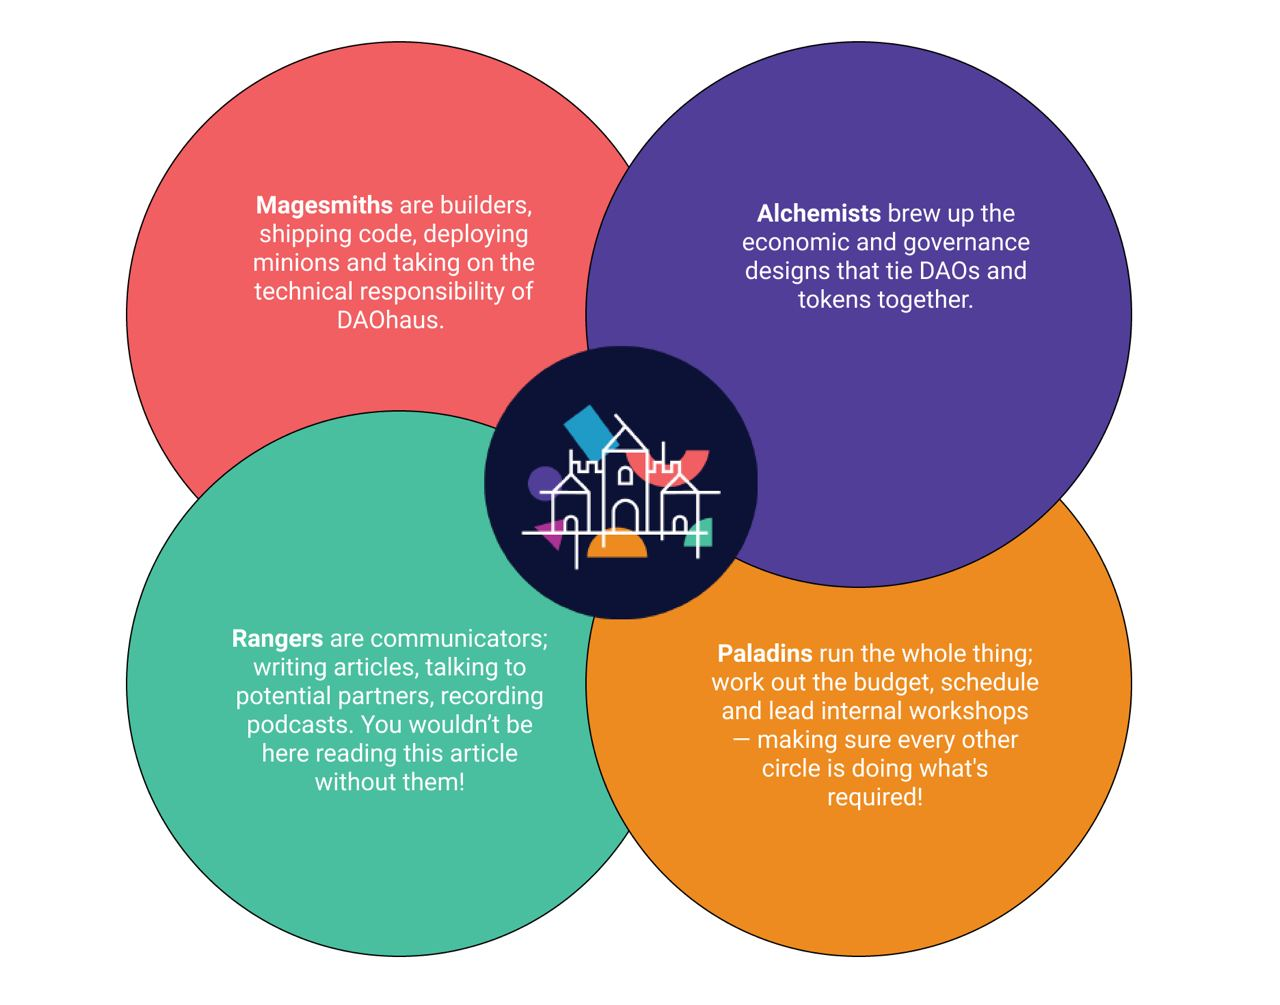 Magesmiths are builders,
shipping code, deploying
minions and taking on the
technical responsibility of
DAOhaus.
Alchemists brew up the
economic and governance
designs that tie DAOs and
tokens together.
Rangers are communicators;
writing articles, talking to
potential partners, recording
podcasts. You wouldn’t be
here reading this article
without them!
Paladins run the whole thing;
work out the budget, schedule
and lead internal workshops
— making sure every other
circle is doing what's
required!